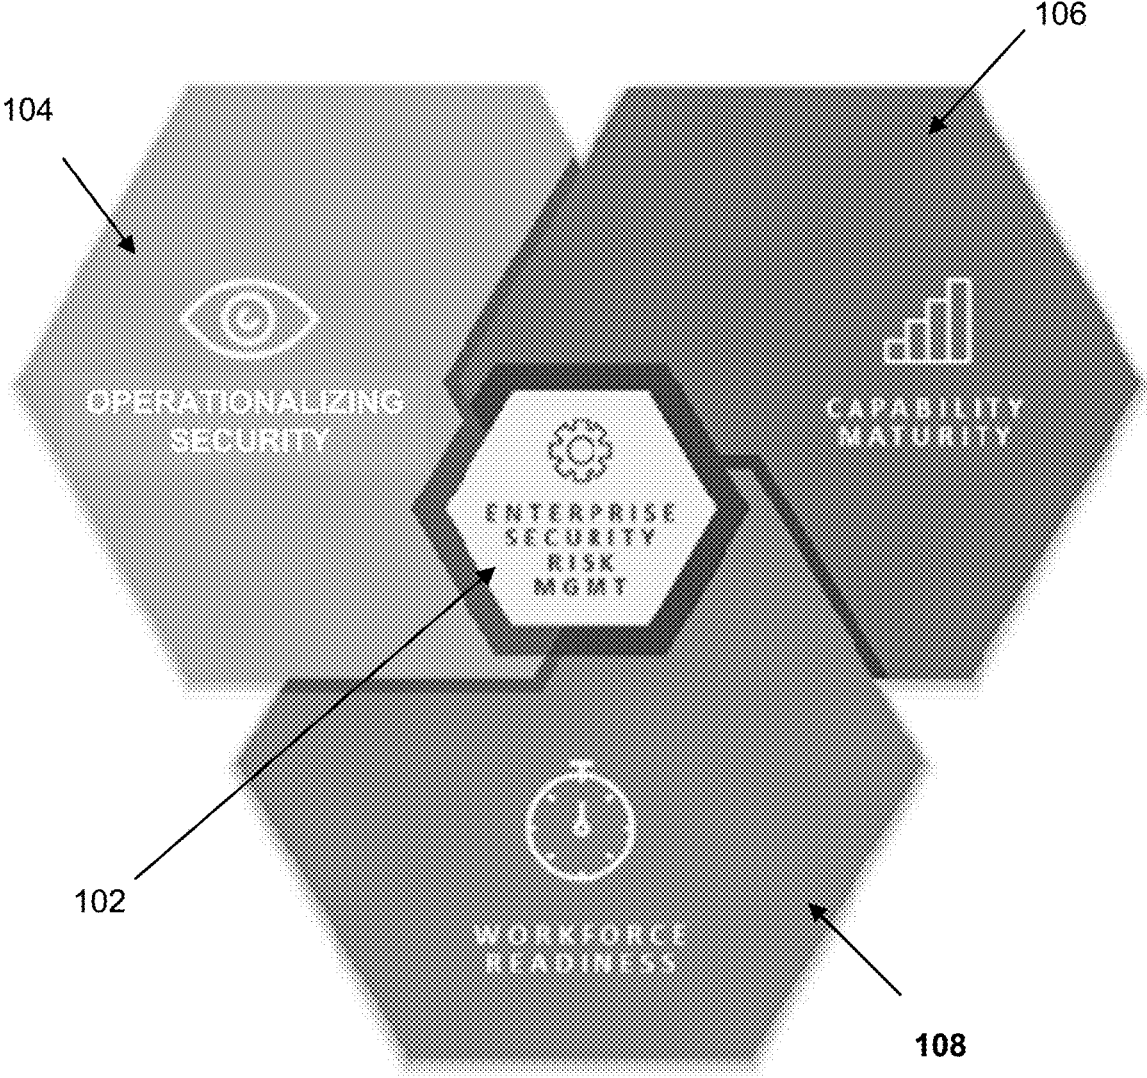 106
104
OPERATIONALIZING
SECURITY
CAPABILITY
MATURITY
ENTERPRISE
SECURITY
RISK
MGMT
102
WORKFORCE
READINESS
108